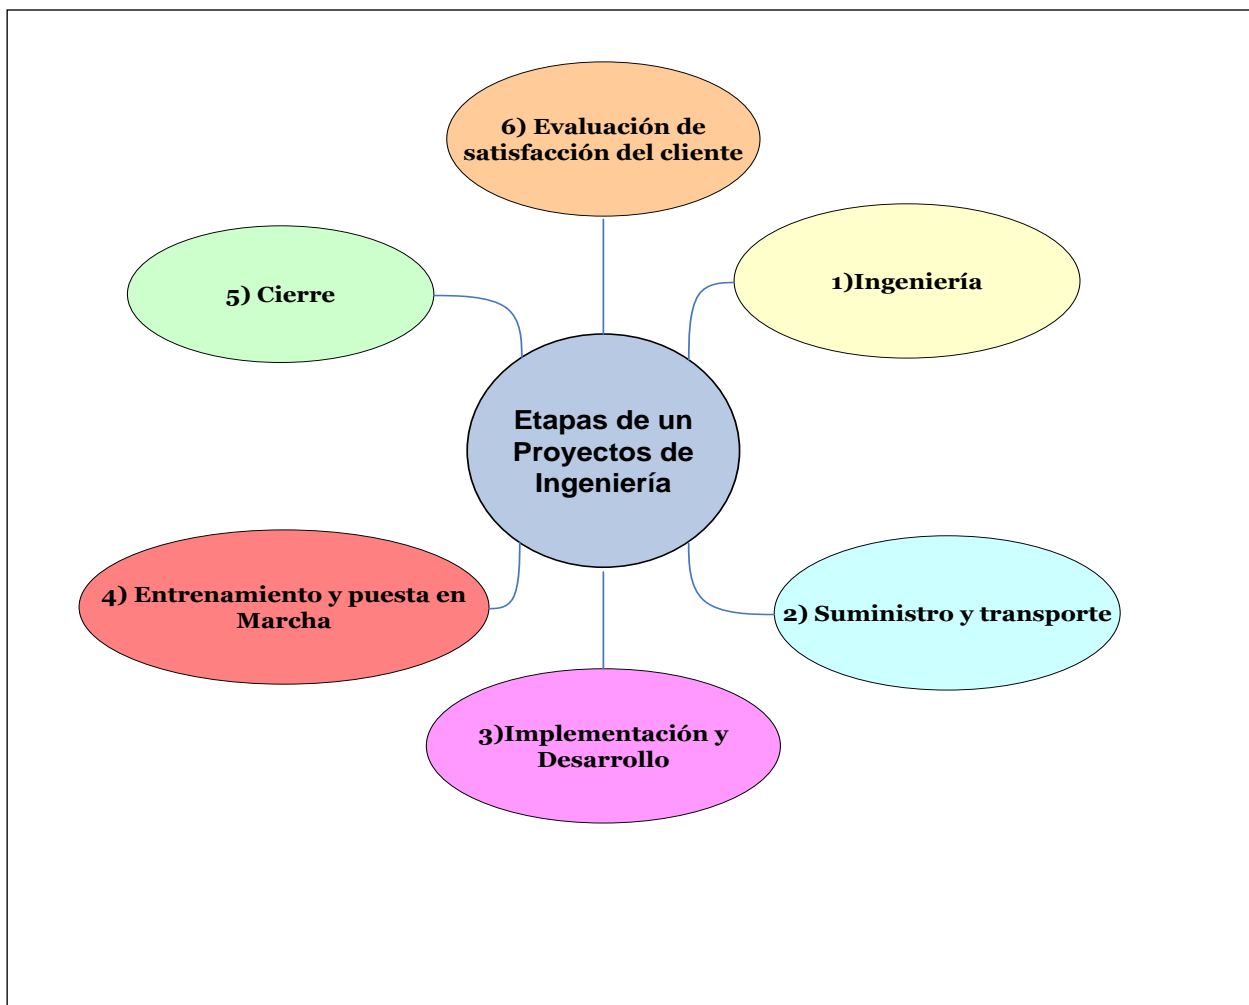 6) Evaluación de
satisfacción del cliente
1)Ingeniería
5) Cierre
Etapas de un
Proyectos de
Ingeniería
4) Entrenamiento y puesta en
Marcha
2) Suministro y transporte
3)Implementación y
Desarrollo